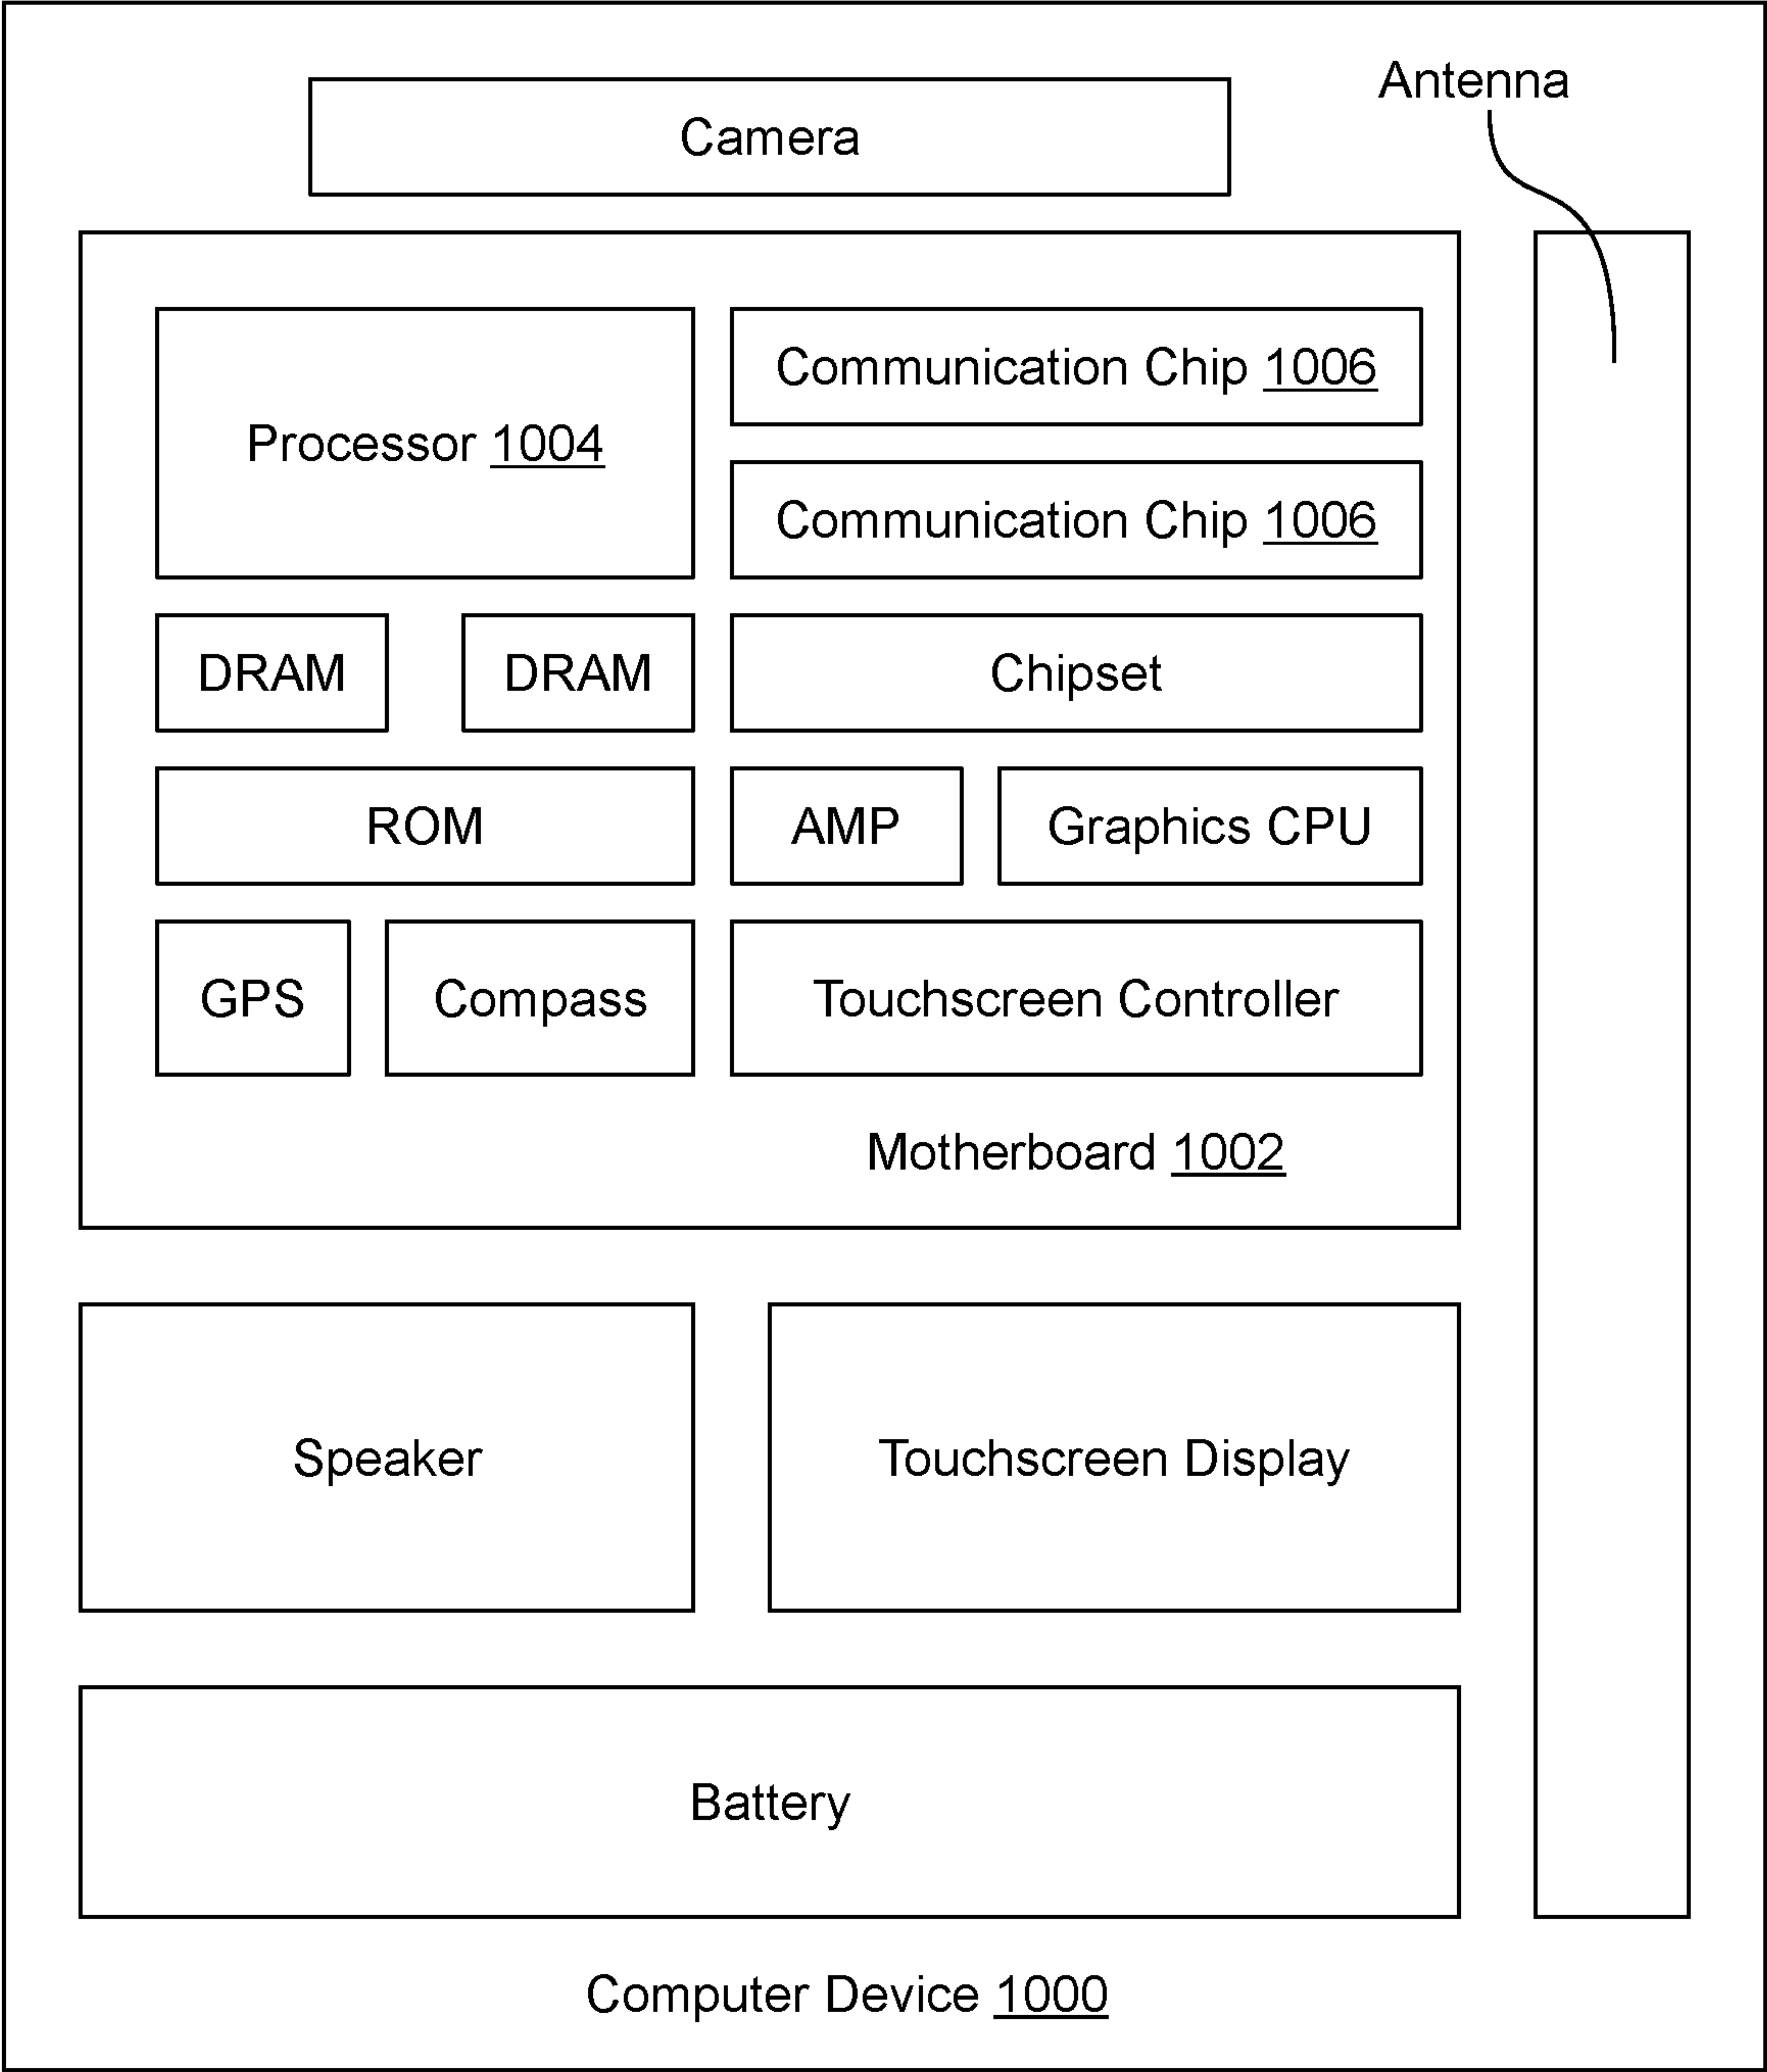 Antenna
Camera
Processor 1004
Communication Chip 1006
Communication Chip 1006
DRAM
DRAM
Chipset
ROM
AMP
Graphics CPU
GPS
Compass
Touchscreen Controller
Motherboard 1002
Speaker
Touchscreen Display
Battery
Computer Device 1000